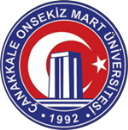 ÇANAKKALE ONSEKİZ MART ÜNİVERSİTESİ
• 1992 •